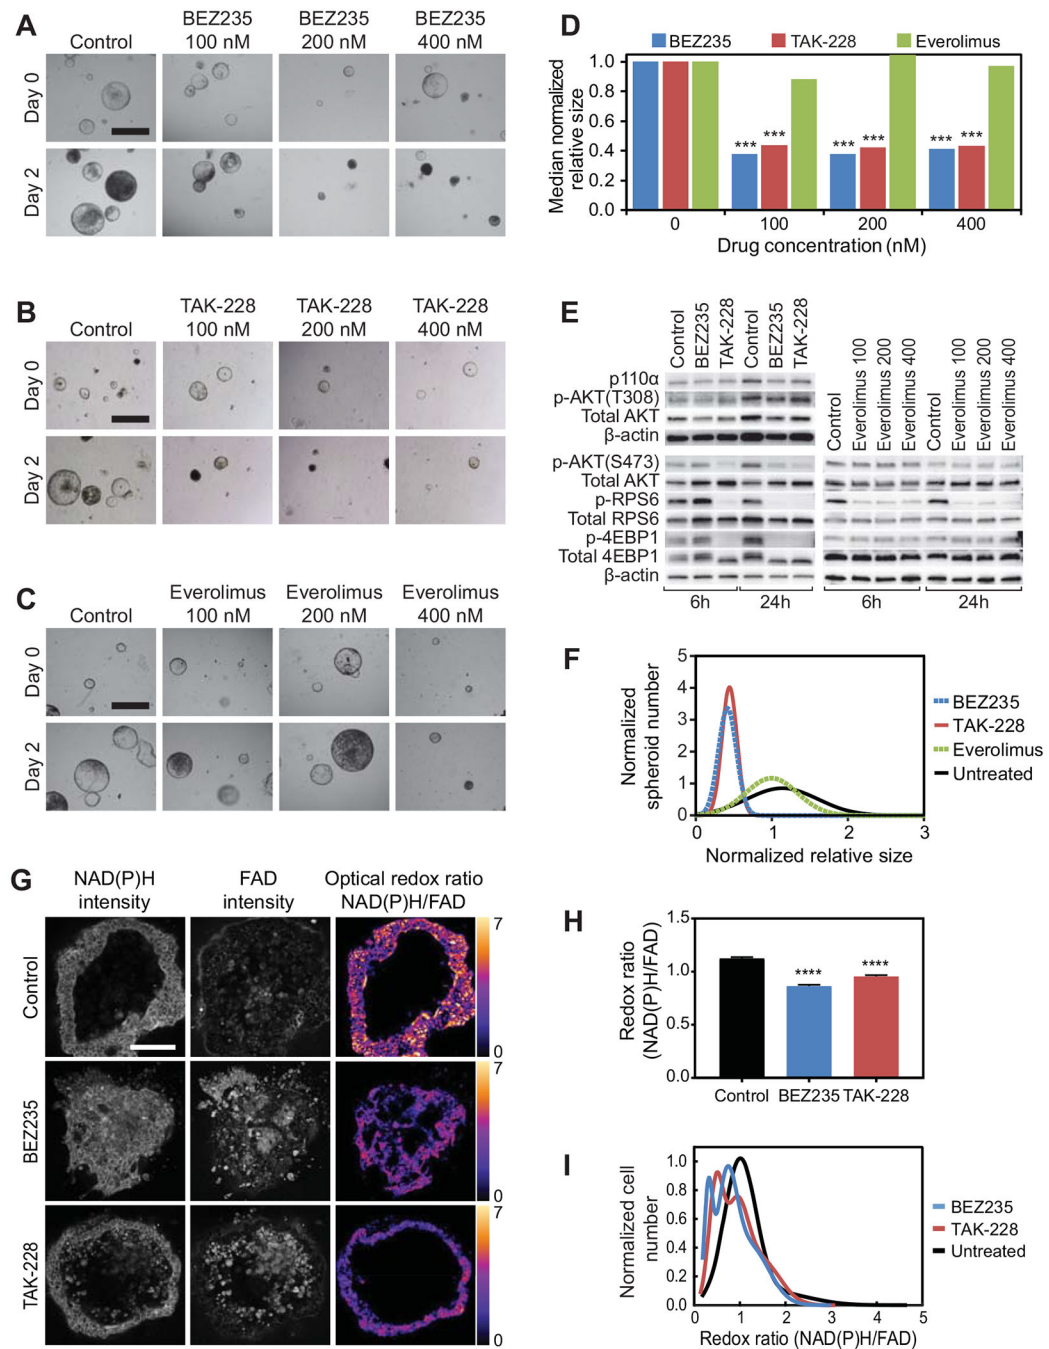 A
Control
BEZ235
100 nM
BEZ235
200 nM
BEZ235
400 nM
Day 0
Day 2
B
Control
TAK-228
100 nM
TAK-228
200 nM
TAK-228
400 nM
Day 0
Day 2
C
Control
Everolimus
100 nM
Everolimus
200 nM
Everolimus
400 nM
Day 0
Day 2
D
BEZ235
TAK-228
Everolimus
Median normalized
relative size
1.0
0.8
0.6
0.4
0.2
0.0
*** ***
*** ***
*** ***
0
100
200
400
Drug concentration (nM)
E
Control
BEZ235
TAK-228
Control
BEZ235
TAK-228
p110α
p-AKT(T308)
Total AKT
β-actin
p-AKT(S473)
Total AKT
p-RPS6
Total RPS6
p-4EBP1
Total 4EBP1
β-actin
6h
24h
Control
Everolimus 100
Everolimus 200
Everolimus 400
Control
Everolimus 100
Everolimus 200
Everolimus 400
6h
24h
F
Normalized
spheroid number
5
4
3
2
1
0
0
1
2
3
Normalized relative size
BEZ235
TAK-228
Everolimus
Untreated
G
NAD(P)H
intensity
FAD
intensity
Optical redox ratio
NAD(P)H/FAD
Control
7
0
BEZ235
7
0
TAK-228
7
0
H
Redox ratio
(NAD(P)H/FAD)
1.5
1.0
0.5
0.0
****
****
Control
BEZ235
TAK-228
I
Normalized cell
number
1.0
0.8
0.6
0.4
0.2
0.0
0
1
2
3
4
5
Redox ratio (NAD(P)H/FAD)
BEZ235
TAK-228
Untreated